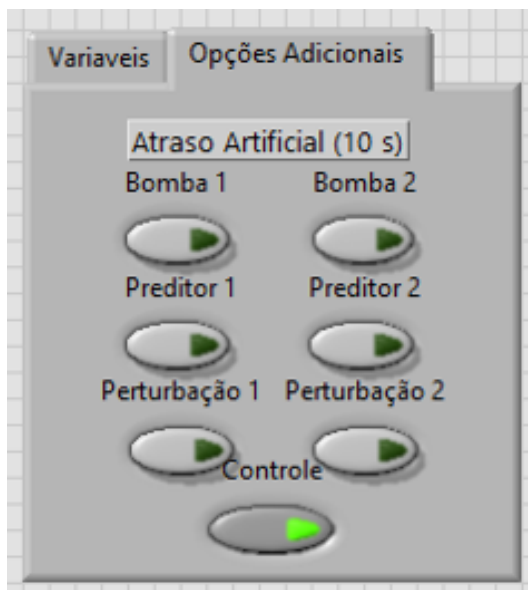 Variaveis Opções Adicionais
Atraso Artificial (10 s)
Bomba 1 Bomba 2
Preditor 1 Preditor 2
Perturbação 1 Perturbação 2
Controle